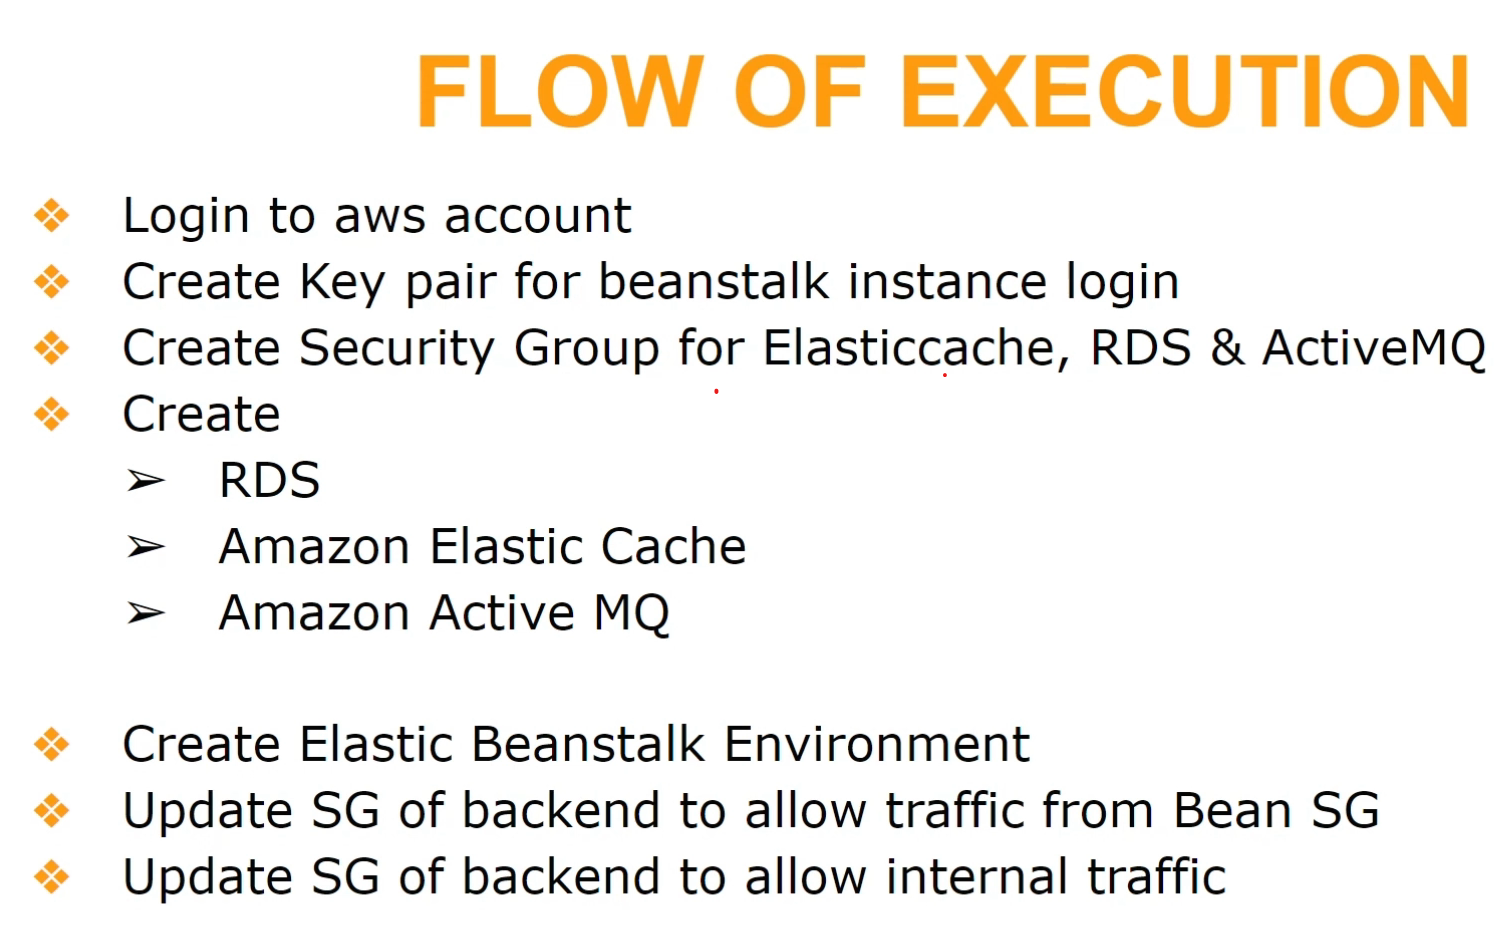 FLOW OF EXECUTION
❖ Login to aws account
❖ Create Key pair for beanstalk instance login
❖ Create Security Group for Elasticcache, RDS & ActiveMQ
❖ Create
➢ RDS
➢ Amazon Elastic Cache
➢ Amazon Active MQ
❖ Create Elastic Beanstalk Environment
❖ Update SG of backend to allow traffic from Bean SG
❖ Update SG of backend to allow internal traffic